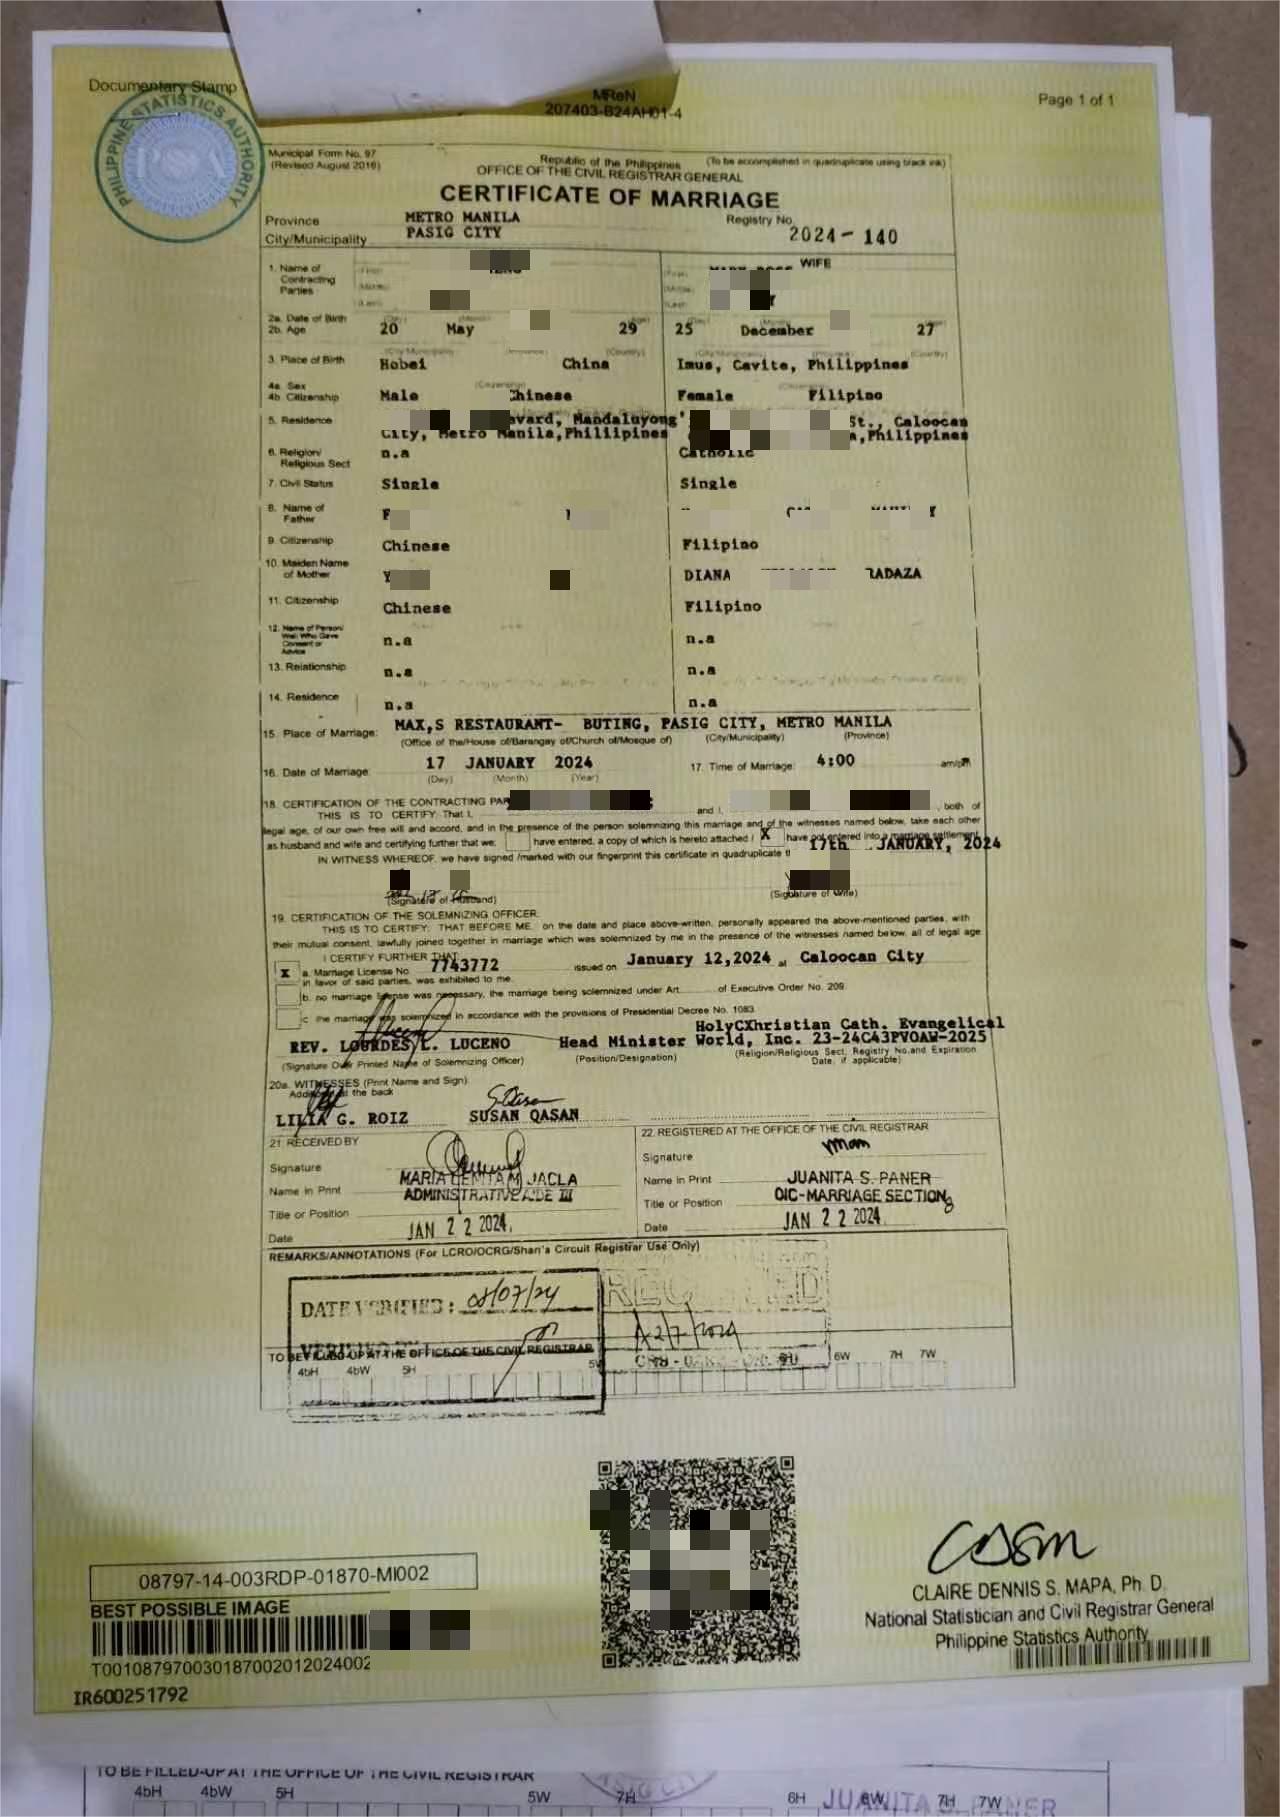 Documentary Stamp
PHILIPPINE STATISTICS AUTHORITY
PSA
MReN
207403-B24AH01-4
Page 1 of 1
Municipal Form No. 97
(Revised August 2016)
Republic of the Philippines
(To be accomplished in quadruplicate using black ink)
OFFICE OF THE CIVIL REGISTRAR GENERAL
CERTIFICATE OF MARRIAGE
Province METRO MANILA
City/Municipality PASIG CITY
Registry No. 2024-140
1. Name of Contracting Parties
WIFE
2a. Date of Birth
2b. Age
20 May 29
25 December 27
3. Place of Birth
Hobei China
Imus, Cavite, Philippines
4a. Sex
4b. Citizenship
Male Chinese
Female Filipino
5. Residence
evard, Mandaluyong
City, Metro Manila,Phillipines
St., Caloocan
a,Philippines
6. Religion/ Religious Sect
n.a
Catholic
7. Civil Status
Single
Single
8. Name of Father
9. Citizenship
Chinese
Filipino
10. Maiden Name of Mother
DIANA RADAZA
11. Citizenship
Chinese
Filipino
12. Name of Person/ Wali Who Gave Consent or Advice
n.a
n.a
13. Relationship
n.a
n.a
14. Residence
n.a
n.a
15. Place of Marriage: MAX,S RESTAURANT- BUTING, PASIG CITY, METRO MANILA
(Office of the/House of/Barangay of/Church of/Mosque of) (City/Municipality) (Province)
16. Date of Marriage: 17 JANUARY 2024
(Day) (Month) (Year)
17. Time of Marriage: 4:00 am/pm
18. CERTIFICATION OF THE CONTRACTING PAR
THIS IS TO CERTIFY: That I, and I, , both of
legal age, of our own free will and accord, and in the presence of the person solemnizing this marriage and of the witnesses named below, take each other
as husband and wife and certifying further that we: have entered, a copy of which is hereto attached / X have not entered into a marriage settlement
IN WITNESS WHEREOF, we have signed /marked with our fingerprint this certificate in quadruplicate 17th JANUARY, 2024
(Signature of Husband)
(Signature of Wife)
19. CERTIFICATION OF THE SOLEMNIZING OFFICER:
THIS IS TO CERTIFY: THAT BEFORE ME, on the date and place above-written, personally appeared the above-mentioned parties, with
their mutual consent, lawfully joined together in marriage which was solemnized by me in the presence of the witnesses named below, all of legal age
I CERTIFY FURTHER THAT:
X a. Marriage License No. 7743772 issued on January 12,2024 at Caloocan City
in favor of said parties, was exhibited to me.
b. no marriage license was necessary, the marriage being solemnized under Art. of Executive Order No. 209.
c. the marriage was solemnized in accordance with the provisions of Presidential Decree No. 1083.
HolyCXhristian Cath. Evangelical
REV. LOURDES L. LUCENO Head Minister World, Inc. 23-24C43PVOAW-2025
(Signature Over Printed Name of Solemnizing Officer) (Position/Designation) (Religion/Religious Sect, Registry No.and Expiration
Date, if applicable)
20a. WITNESSES (Print Name and Sign):
Additional at the back
LILIA G. ROIZ SUSAN QASAN
21. RECEIVED BY
22. REGISTERED AT THE OFFICE OF THE CIVIL REGISTRAR
Signature
Signature
Name in Print MARIA JACLA
Name in Print JUANITA S. PANER
Title or Position ADMINISTRATIVE AIDE III
Title or Position OIC-MARRIAGE SECTION
Date JAN 22 2024
Date JAN 22 2024
REMARKS/ANNOTATIONS (For LCRO/OCRG/Shari'a Circuit Registrar Use Only)
DATE VERIFIED: 08/07/24
VERIFIED BY
TO BE FILLED-UP AT THE OFFICE OF THE CIVIL REGISTRAR
4bH 4bW 5H 5W 6W 7H 7W
08797-14-003RDP-01870-MI002
BEST POSSIBLE IMAGE
T001087970030187002012024002
IR600251792
CLAIRE DENNIS S. MAPA, Ph. D.
National Statistician and Civil Registrar General
Philippine Statistics Authority
TO BE FILLED-UP AT THE OFFICE OF THE CIVIL REGISTRAR
4bH 4bW 5H 5W 7H 6H 6W 7H 7W
JUANITA S. PANER